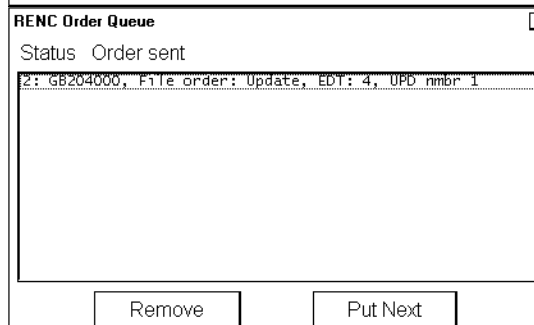 RENC Order Queue
Status Order sent
2: GB204000, File order: Update, EDT: 4, UPD nmbr 1
Remove Put Next